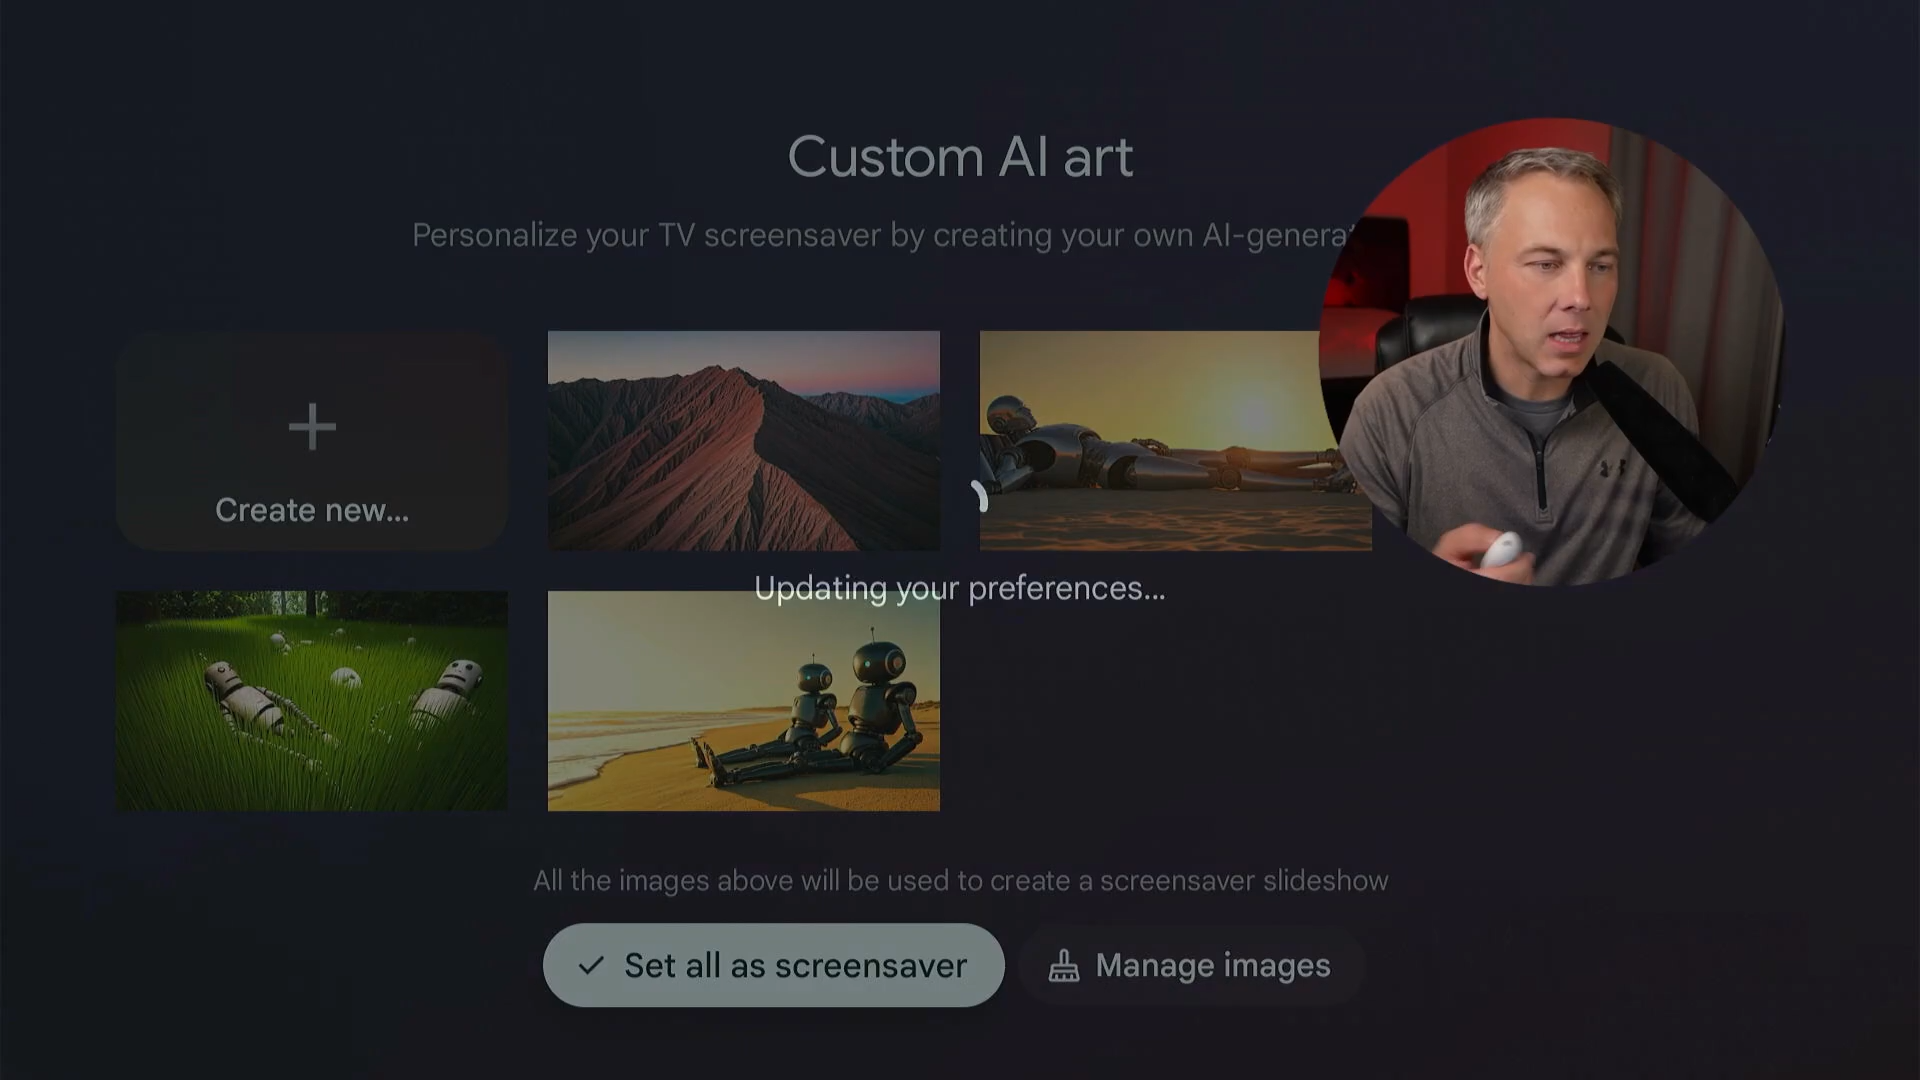 Custom AI art
Personalize your TV screensaver by creating your own AI-generat
Create new...
Updating your preferences...
All the images above will be used to create a screensaver slideshow
Set all as screensaver
Manage images